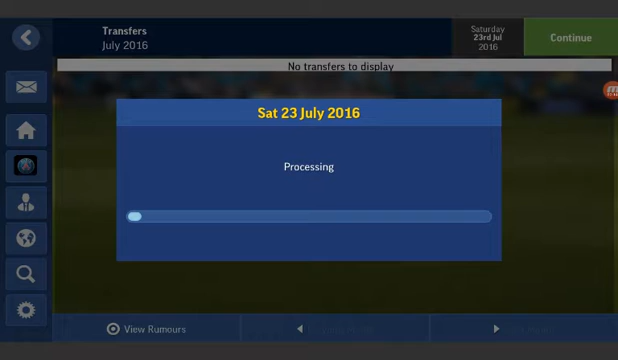 Transfers
July 2016
Saturday
23rd Jul
2016
Continue
No transfers to display
Sat 23 July 2016
Processing
View Rumours